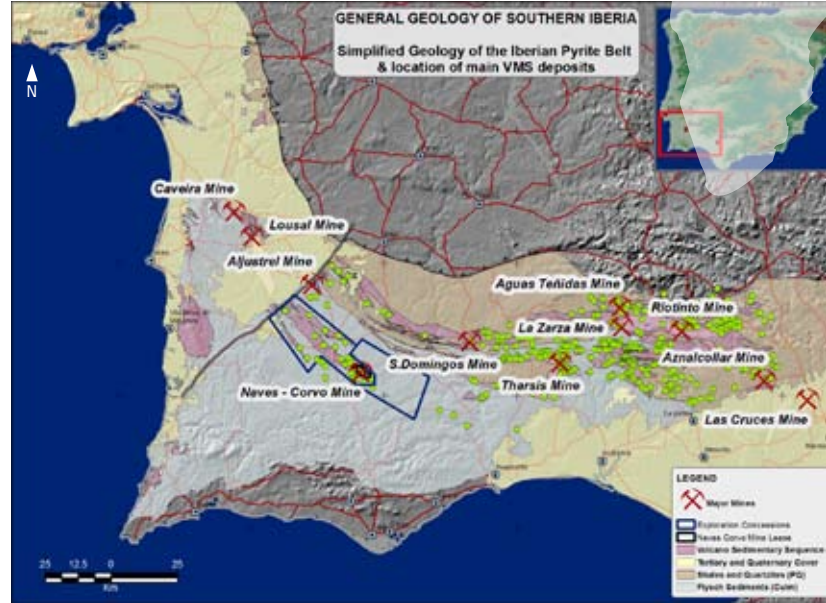 GENERAL GEOLOGY OF SOUTHERN IBERIA
Simplified Geology of the Iberian Pyrite Belt
& location of main VMS deposits
N
Caveira Mine
Lousal Mine
Aljustrel Mine
Aguas Teñidas Mine
Riotinto Mine
La Zarza Mine
S.Domingos Mine
Aznalcollar Mine
Tharsis Mine
Neves - Corvo Mine
Las Cruces Mine
LEGEND
Major Mines
Exploration Concessions
Neves Corvo Mine Lease
Volcano Sedimentary Sequence
Tertiary and Quaternary Cover
Shales and Quartzites (PQ)
Flysch Sediments (Culm)
25 12.5 0 25
Km